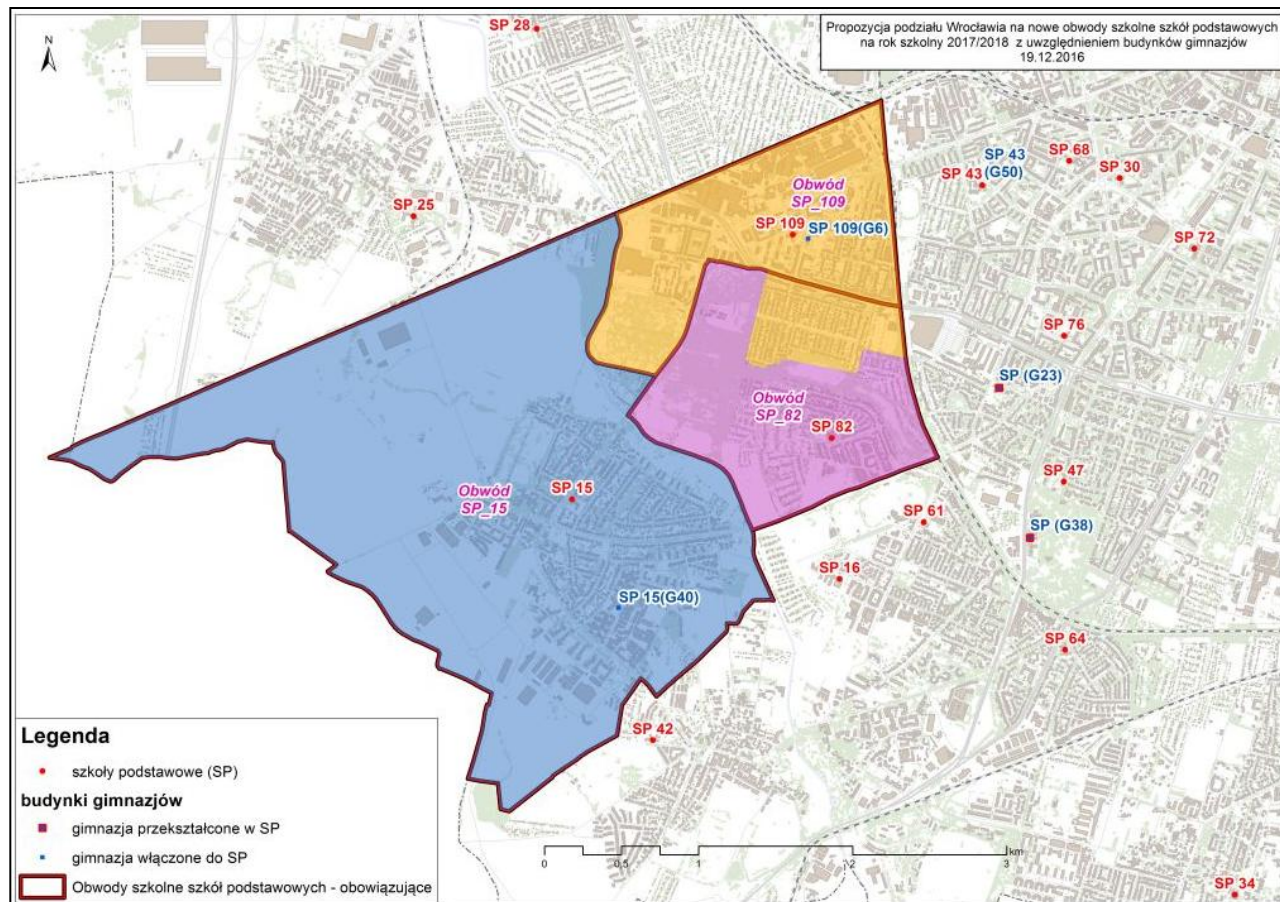 Propozycja podziału Wrocławia na nowe obwody szkolne szkół podstawowych
na rok szkolny 2017/2018 z uwzględnieniem budynków gimnazjów
19.12.2016
N
SP 28
SP 68
SP 43
(G50)
SP 43
SP 30
Obwód
SP_109
SP 25
SP 109
SP 109(G6)
SP 72
SP 76
SP (G23)
Obwód
SP_82
SP 82
SP 47
Obwód
SP_15
SP 15
SP 61
SP (G38)
SP 16
SP 15(G40)
SP 64
SP 42
Legenda
szkoły podstawowe (SP)
budynki gimnazjów
gimnazja przekształcone w SP
gimnazja włączone do SP
Obwody szkolne szkół podstawowych - obowiązujące
km
0 0,5 1 2 3
SP 34